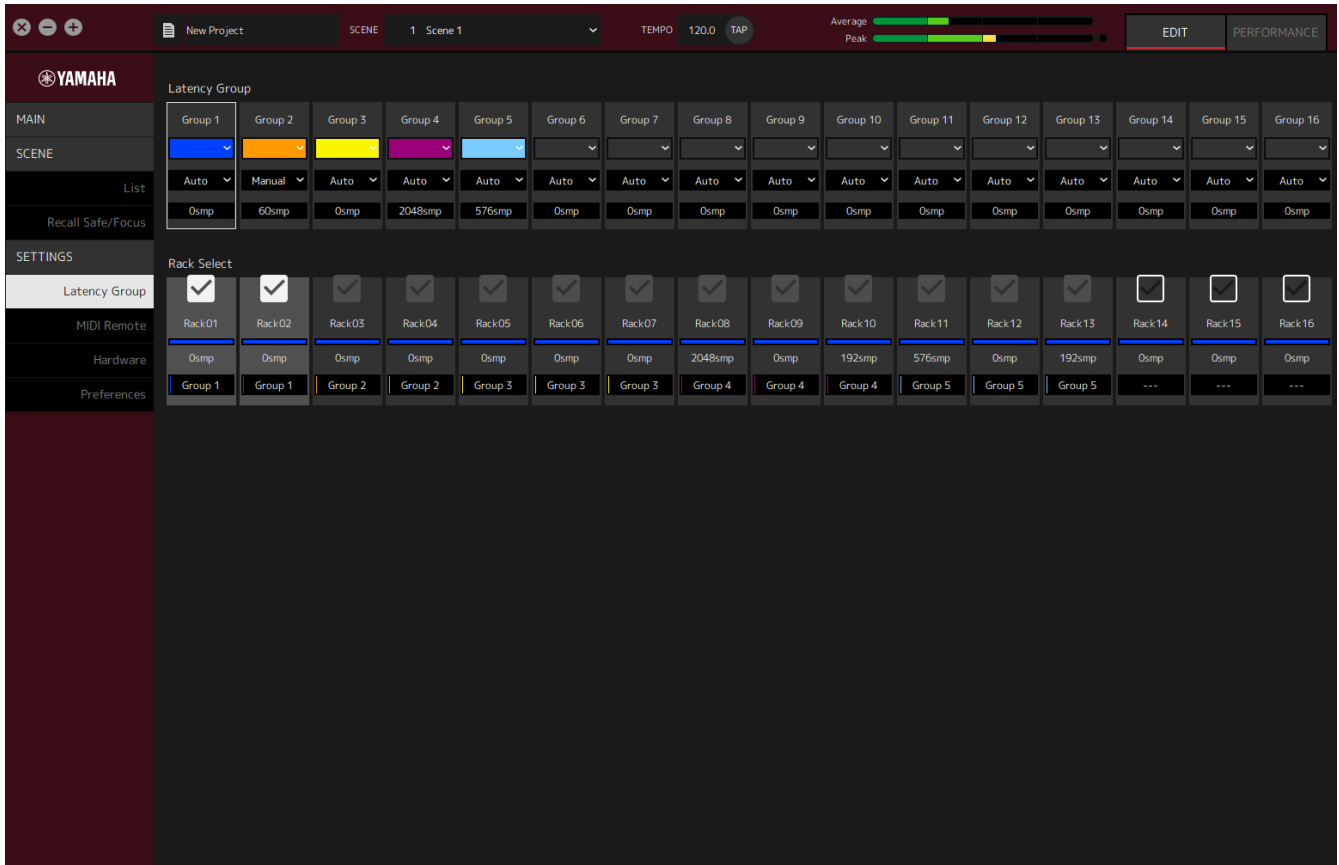 New Project SCENE 1 Scene 1 TEMPO 120.0 TAP Average EDIT PERFORMANCE
Peak
YAMAHA
MAIN
SCENE
List
Recall Safe/Focus
SETTINGS
Latency Group
MIDI Remote
Hardware
Preferences
Latency Group
Group 1 Group 2 Group 3 Group 4 Group 5 Group 6 Group 7 Group 8 Group 9 Group 10 Group 11 Group 12 Group 13 Group 14 Group 15 Group 16
Auto Manual Auto Auto Auto Auto Auto Auto Auto Auto Auto Auto Auto Auto Auto Auto
0smp 60smp 0smp 2048smp 576smp 0smp 0smp 0smp 0smp 0smp 0smp 0smp 0smp 0smp 0smp 0smp
Rack Select
Rack01 Rack02 Rack03 Rack04 Rack05 Rack06 Rack07 Rack08 Rack09 Rack10 Rack11 Rack12 Rack13 Rack14 Rack15 Rack16
0smp 0smp 0smp 0smp 0smp 0smp 0smp 2048smp 0smp 192smp 576smp 0smp 192smp 0smp 0smp 0smp
Group 1 Group 1 Group 2 Group 2 Group 3 Group 3 Group 3 Group 4 Group 4 Group 4 Group 5 Group 5 Group 5 --- --- ---